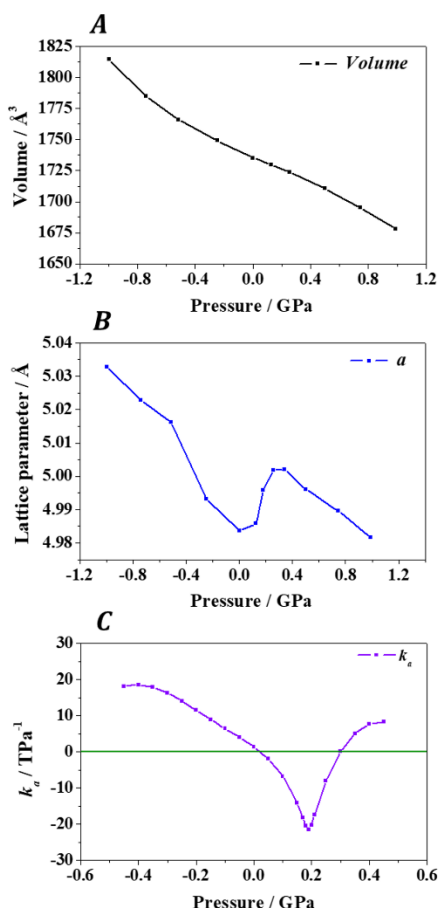 A
1825
1800
1775
1750
1725
1700
1675
1650
Volume / Å³
Volume
-1.2 -0.8 -0.4 0.0 0.4 0.8 1.2
Pressure / GPa
B
5.04
5.03
5.02
5.01
5.00
4.99
4.98
Lattice parameter / Å
a
-1.2 -0.8 -0.4 0.0 0.4 0.8 1.2
Pressure / GPa
C
30
20
10
0
-10
-20
-30
kₐ / TPa⁻¹
kₐ
-0.6 -0.4 -0.2 0.0 0.2 0.4 0.6
Pressure / GPa